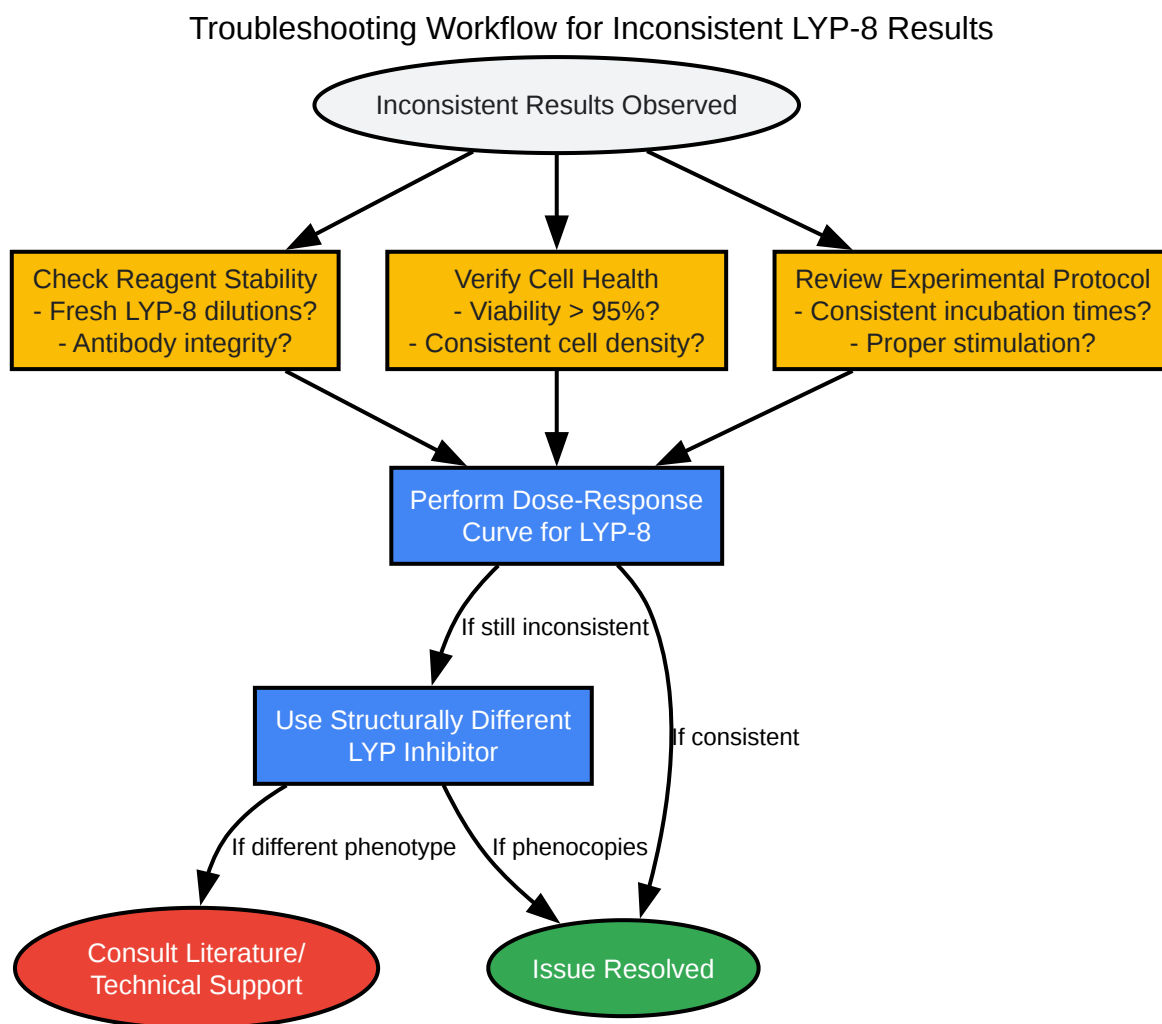 Troubleshooting Workflow for Inconsistent LYP-8 Results
Inconsistent Results Observed
Check Reagent Stability
- Fresh LYP-8 dilutions?
- Antibody integrity?
Verify Cell Health
- Viability > 95%?
- Consistent cell density?
Review Experimental Protocol
- Consistent incubation times?
- Proper stimulation?
Perform Dose-Response
Curve for LYP-8
If still inconsistent
Use Structurally Different
LYP Inhibitor
If consistent
If different phenotype
If phenocopies
Consult Literature/
Technical Support
Issue Resolved